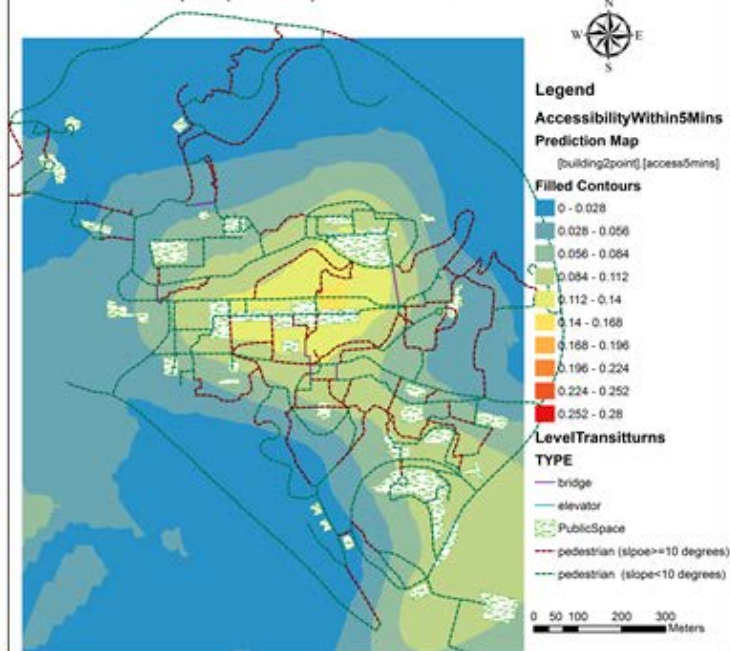 N
W E
S
Legend
AccessibilityWithin5Mins
Prediction Map
[building2point].[access5mins]
Filled Contours
0 - 0.028
0.028 - 0.056
0.056 - 0.084
0.084 - 0.112
0.112 - 0.14
0.14 - 0.168
0.168 - 0.196
0.196 - 0.224
0.224 - 0.252
0.252 - 0.28
LevelTransitturns
TYPE
bridge
elevator
PublicSpace
pedestrian (slpoe>=10 degrees)
pedestrian (slope<10 degrees)
0 50 100 200 300
Meters